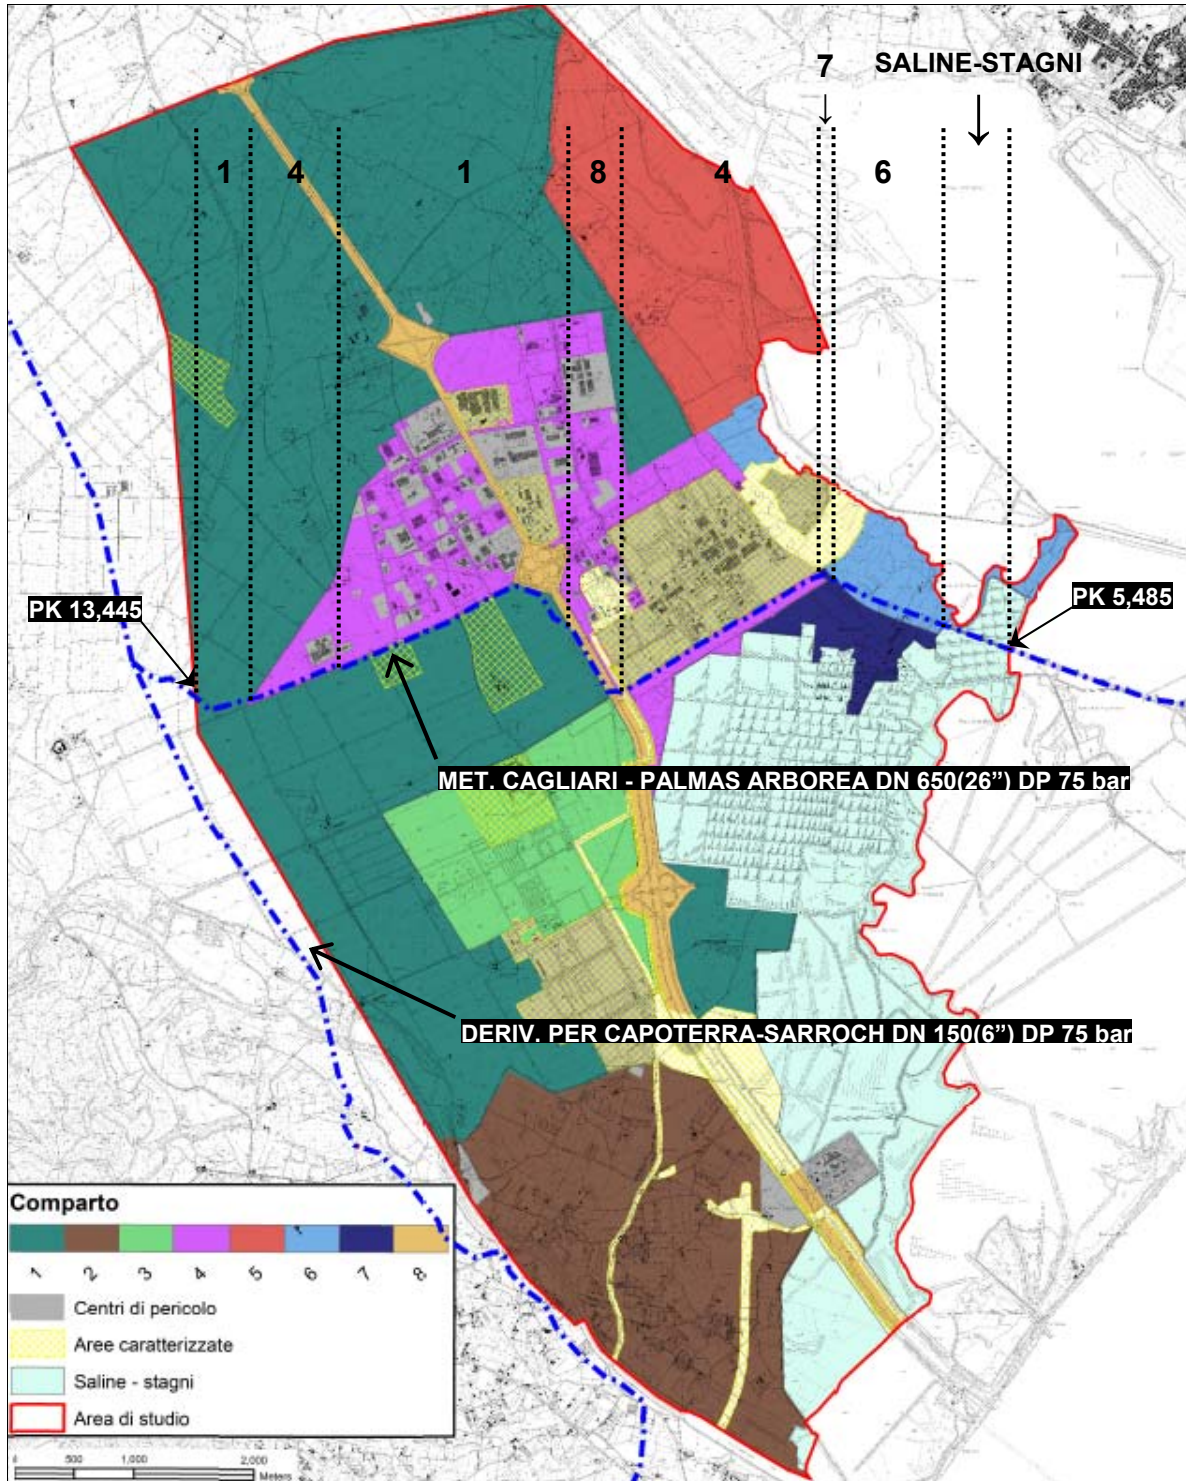 7 SALINE-STAGNI
1 4 1 8 4 6
PK 13,445
PK 5,485
MET. CAGLIARI - PALMAS ARBOREA DN 650(26”) DP 75 bar
DERIV. PER CAPOTERRA-SARROCH DN 150(6”) DP 75 bar
Comparto
1 2 3 4 5 6 7 8
Centri di pericolo
Aree caratterizzate
Saline - stagni
Area di studio
0 500 1,000 2,000
Meters